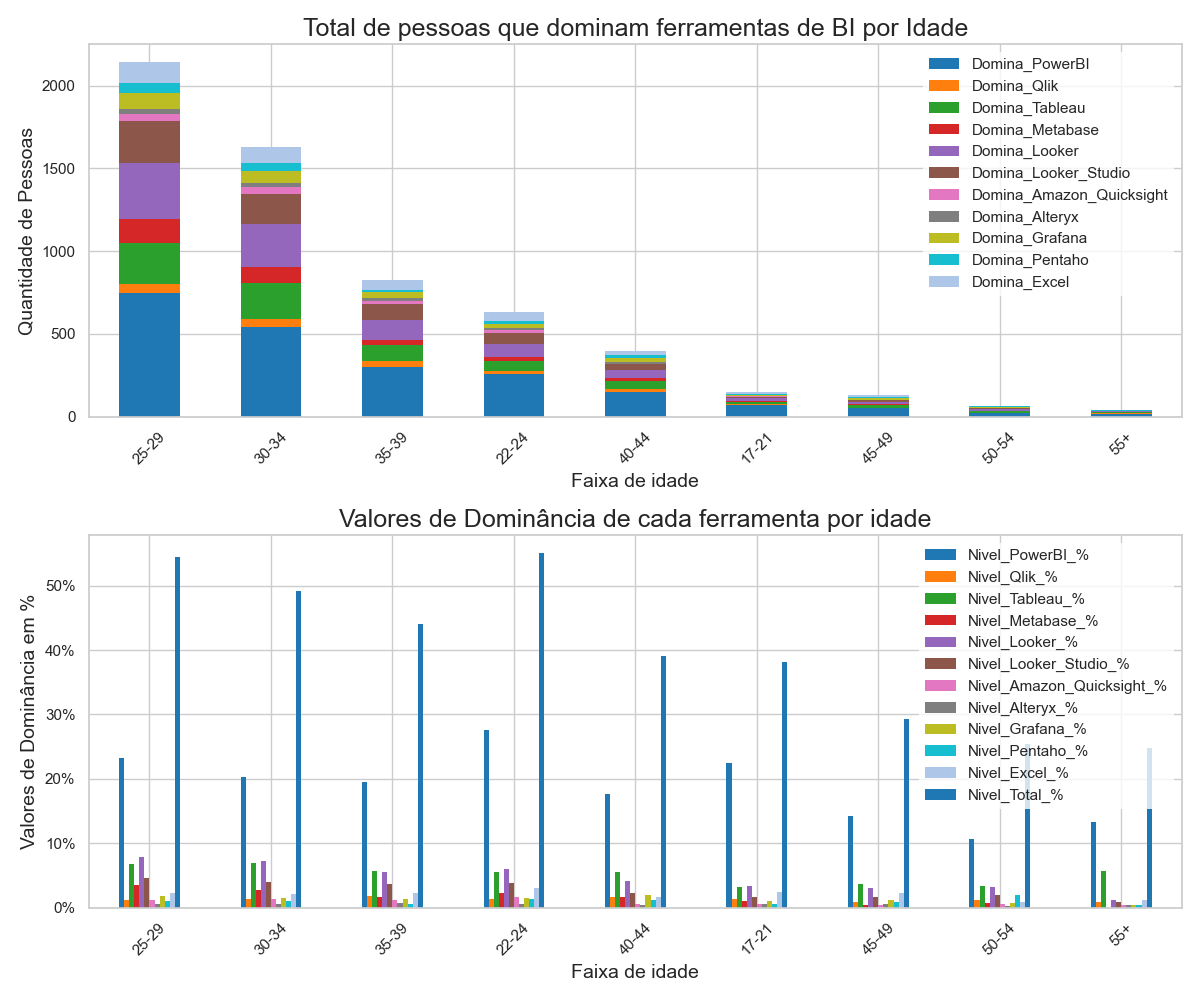 Total de pessoas que dominam ferramentas de BI por Idade
Quantidade de Pessoas
2000
1500
1000
500
0
Domina_PowerBI
Domina_Qlik
Domina_Tableau
Domina_Metabase
Domina_Looker
Domina_Looker_Studio
Domina_Amazon_Quicksight
Domina_Alteryx
Domina_Grafana
Domina_Pentaho
Domina_Excel
25-29
30-34
35-39
22-24
40-44
17-21
45-49
50-54
55+
Faixa de idade
Valores de Dominância de cada ferramenta por idade
Valores de Dominância em %
50%
40%
30%
20%
10%
0%
Nivel_PowerBI_%
Nivel_Qlik_%
Nivel_Tableau_%
Nivel_Metabase_%
Nivel_Looker_%
Nivel_Looker_Studio_%
Nivel_Amazon_Quicksight_%
Nivel_Alteryx_%
Nivel_Grafana_%
Nivel_Pentaho_%
Nivel_Excel_%
Nivel_Total_%
25-29
30-34
35-39
22-24
40-44
17-21
45-49
50-54
55+
Faixa de idade